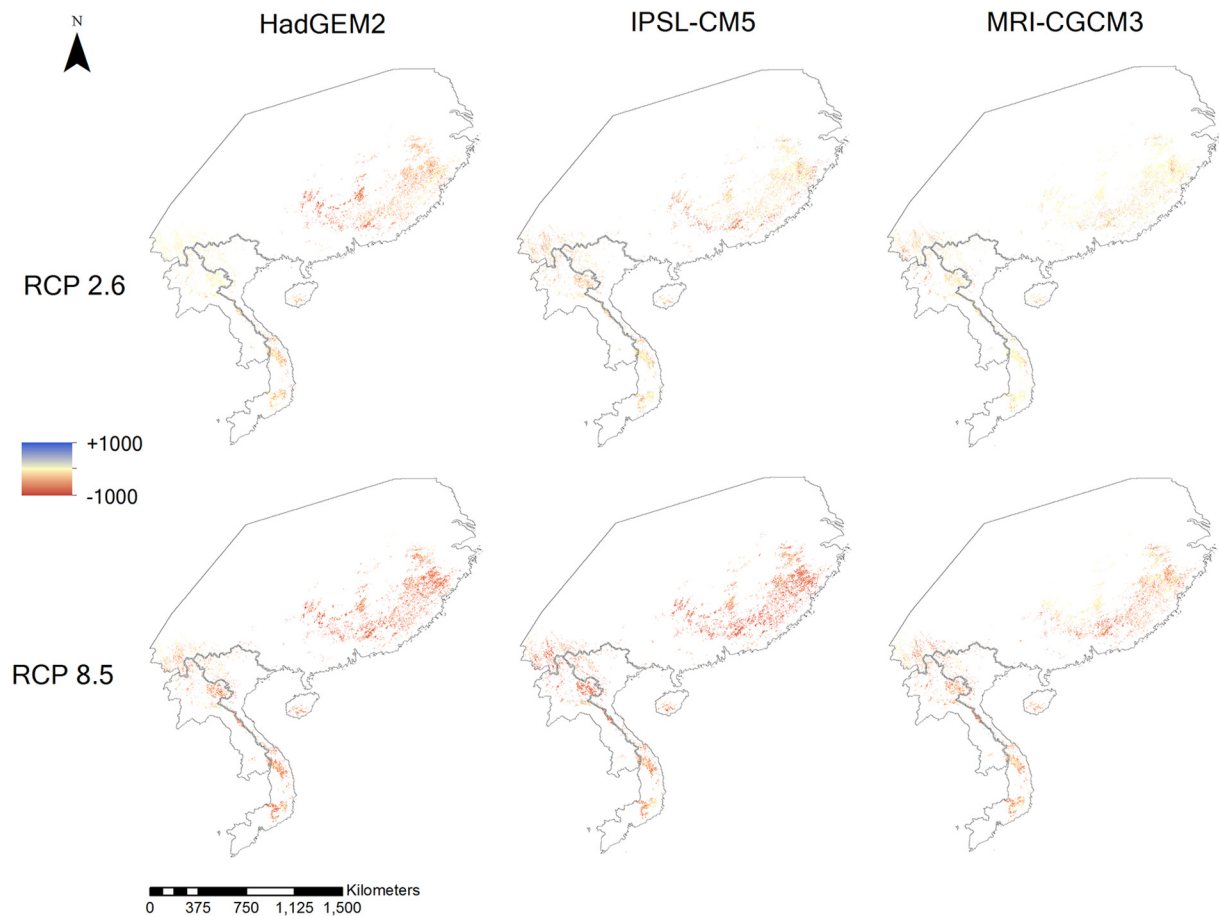 N
HadGEM2
IPSL-CM5
MRI-CGCM3
RCP 2.6
+1000
-1000
RCP 8.5
Kilometers
0 375 750 1,125 1,500